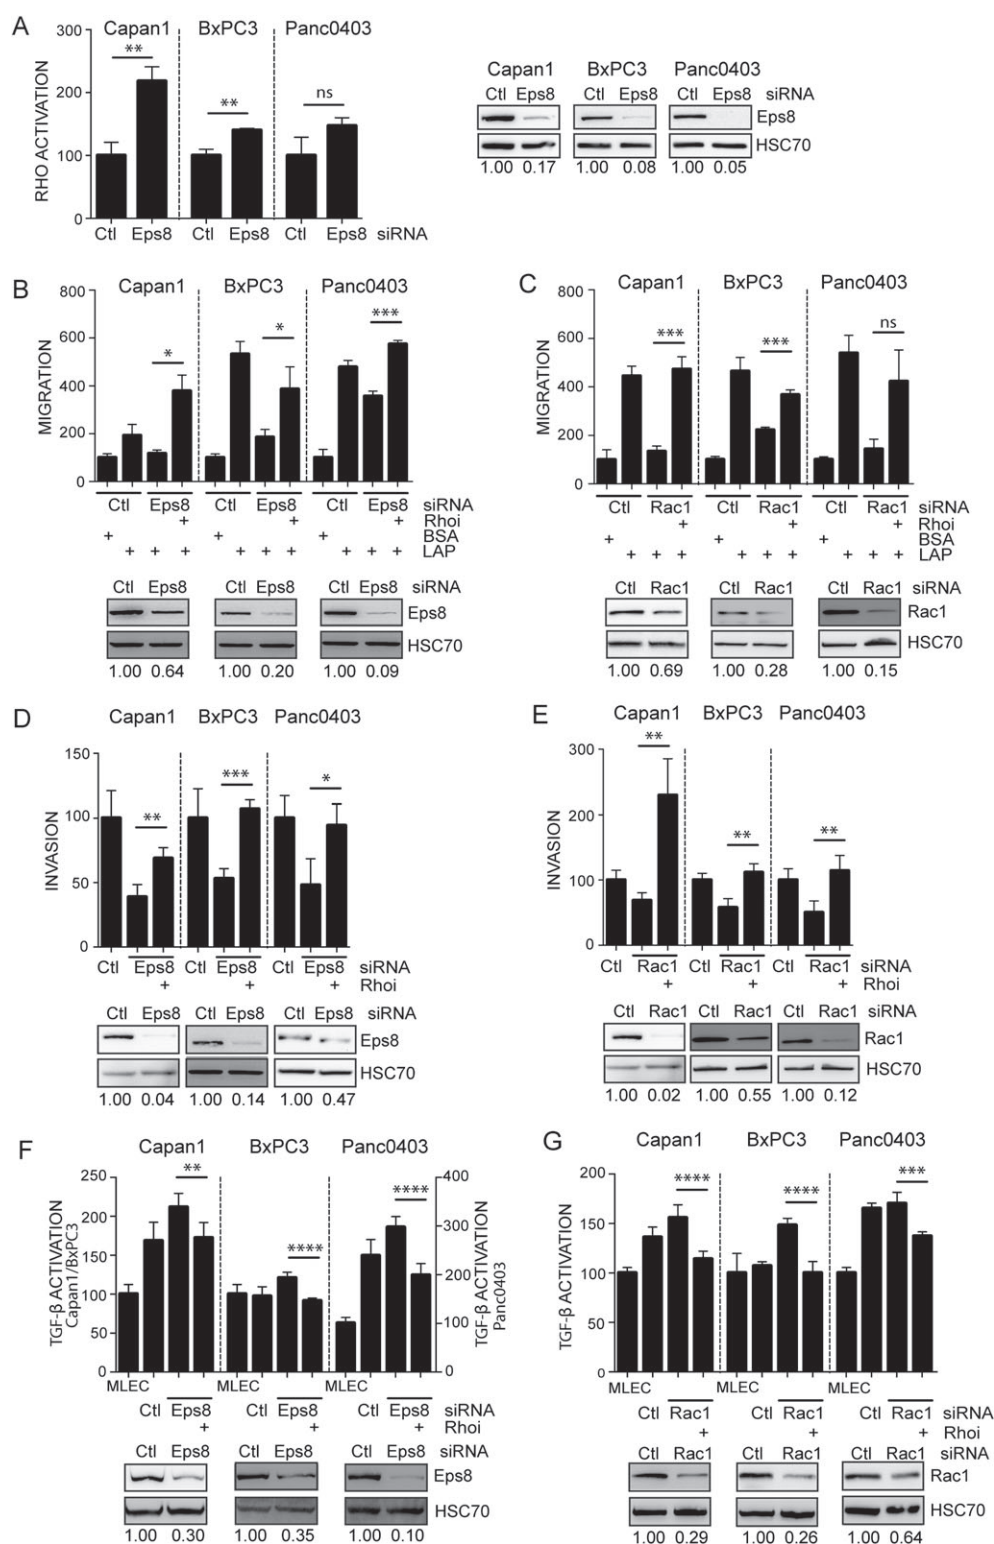 A
Capan1 BxPC3 Panc0403
RHO ACTIVATION
300
200
100
0
** ** ns
Ctl Eps8 Ctl Eps8 Ctl Eps8 siRNA
Capan1 BxPC3 Panc0403
Ctl Eps8 Ctl Eps8 Ctl Eps8 siRNA
Eps8
HSC70
1.00 0.17 1.00 0.08 1.00 0.05
B
Capan1 BxPC3 Panc0403
MIGRATION
800
600
400
200
0
* * ***
Ctl Eps8 Ctl Eps8 Ctl Eps8 siRNA
+ + + Rhoi
+ + + BSA
+ + + + + + + + + LAP
Ctl Eps8 Ctl Eps8 Ctl Eps8 siRNA
Eps8
HSC70
1.00 0.64 1.00 0.20 1.00 0.09
C
Capan1 BxPC3 Panc0403
MIGRATION
800
600
400
200
0
*** *** ns
Ctl Rac1 Ctl Rac1 Ctl Rac1 siRNA
+ + + Rhoi
+ + + BSA
+ + + + + + + + + LAP
Ctl Rac1 Ctl Rac1 Ctl Rac1 siRNA
Rac1
HSC70
1.00 0.69 1.00 0.28 1.00 0.15
D
Capan1 BxPC3 Panc0403
INVASION
150
100
50
0
** *** *
Ctl Eps8 Ctl Eps8 Ctl Eps8 siRNA
+ + + Rhoi
Ctl Eps8 Ctl Eps8 Ctl Eps8 siRNA
Eps8
HSC70
1.00 0.04 1.00 0.14 1.00 0.47
E
Capan1 BxPC3 Panc0403
INVASION
300
200
100
0
** ** **
Ctl Rac1 Ctl Rac1 Ctl Rac1 siRNA
+ + + Rhoi
Ctl Rac1 Ctl Rac1 Ctl Rac1 siRNA
Rac1
HSC70
1.00 0.02 1.00 0.55 1.00 0.12
F
Capan1 BxPC3 Panc0403
TGF-β ACTIVATION
Capan1/BxPC3
250
200
150
100
50
0
** **** ****
400
300
200
100
0
TGF-β ACTIVATION
Panc0403
MLEC MLEC MLEC
Ctl Eps8 Ctl Eps8 Ctl Eps8 siRNA
+ + + Rhoi
Ctl Eps8 Ctl Eps8 Ctl Eps8 siRNA
Eps8
HSC70
1.00 0.30 1.00 0.35 1.00 0.10
G
Capan1 BxPC3 Panc0403
TGF-β ACTIVATION
200
150
100
50
0
**** **** ***
MLEC MLEC MLEC
Ctl Rac1 Ctl Rac1 Ctl Rac1 siRNA
+ + + Rhoi
Ctl Rac1 Ctl Rac1 Ctl Rac1 siRNA
Rac1
HSC70
1.00 0.29 1.00 0.26 1.00 0.64